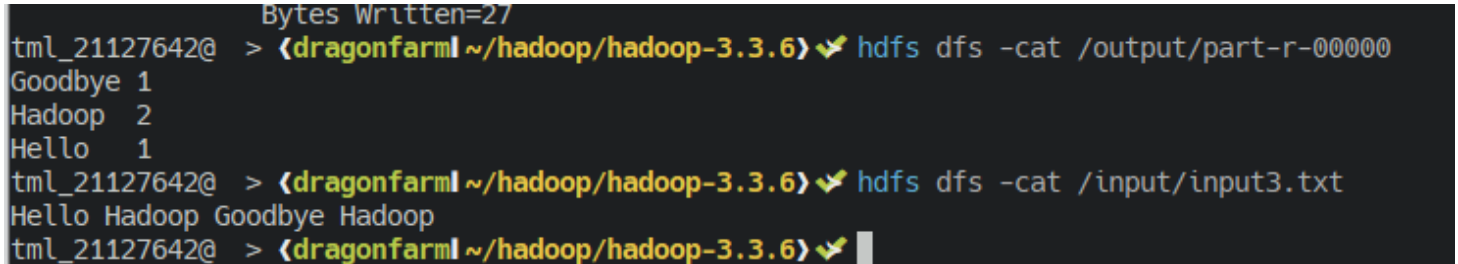 Bytes Written=27
tml_21127642@ > (dragonfarm ~/hadoop/hadoop-3.3.6) ✔ hdfs dfs -cat /output/part-r-00000
Goodbye 1
Hadoop 2
Hello 1
tml_21127642@ > (dragonfarm ~/hadoop/hadoop-3.3.6) ✔ hdfs dfs -cat /input/input3.txt
Hello Hadoop Goodbye Hadoop
tml_21127642@ > (dragonfarm ~/hadoop/hadoop-3.3.6) ✔